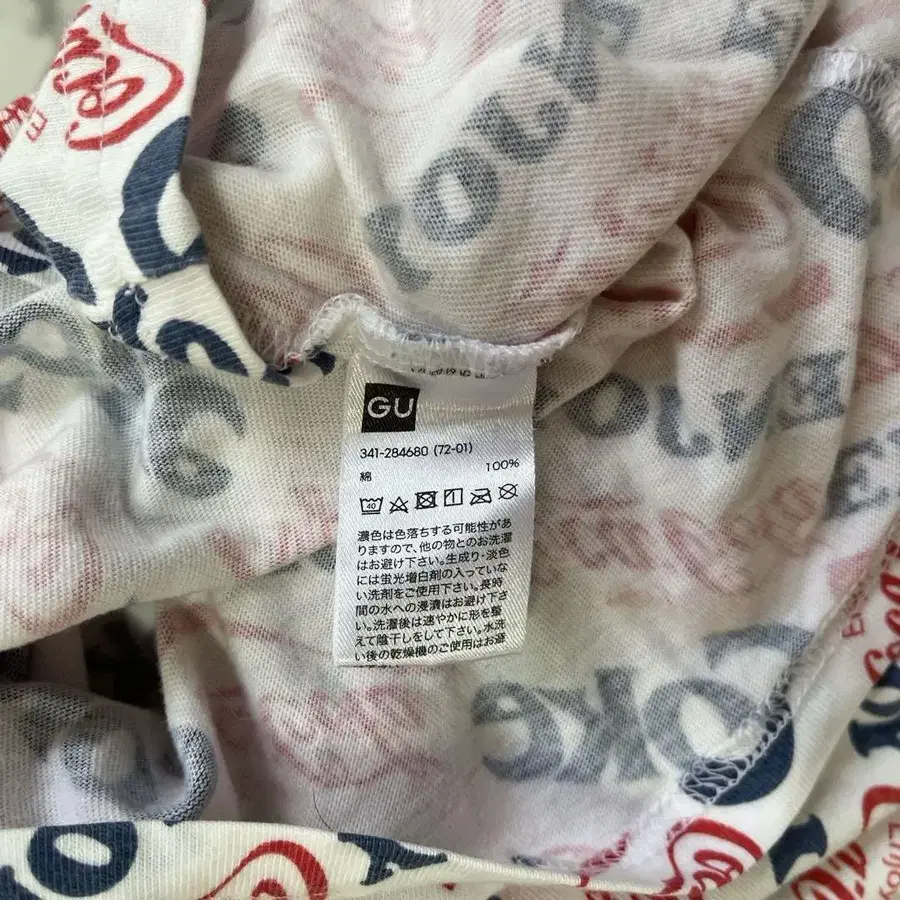 GU
341-284680 (72-01)
綿 100%
40
濃色は色落ちする可能性があ
りますので、他の物とのお洗濯
はお避け下さい。生成り・淡色
には蛍光増白剤の入っていな
い洗剤をご使用下さい。長時
間の水への浸漬はお避け下さ
い。洗濯後は速やかに形を整
えて陰干しをして下さい。水洗
い後の乾燥機のご使用はお避
Coke
Enjoy